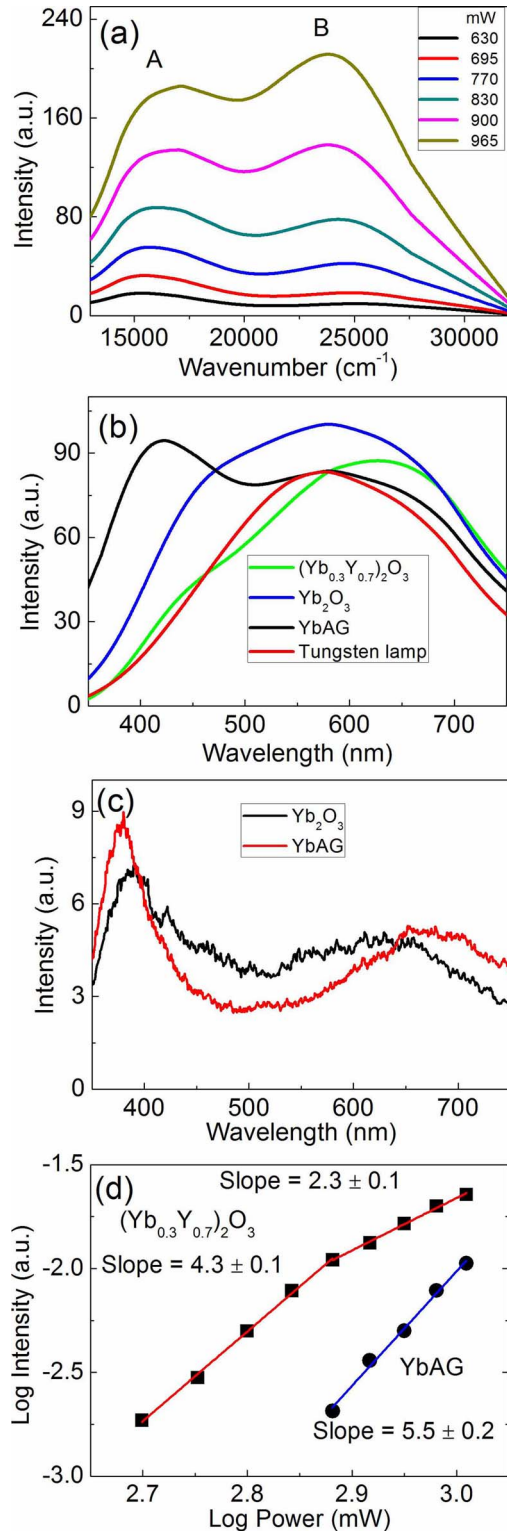 (a)
A
B
mW
630
695
770
830
900
965
240
160
80
0
Intensity (a.u.)
15000 20000 25000 30000
Wavenumber (cm⁻¹)
(b)
90
60
30
0
Intensity (a.u.)
(Yb₀.₃Y₀.₇)₂O₃
Yb₂O₃
YbAG
Tungsten lamp
400 500 600 700
Wavelength (nm)
(c)
Yb₂O₃
YbAG
9
6
3
0
Intensity (a.u.)
400 500 600 700
Wavelength (nm)
(d)
Slope = 2.3 ± 0.1
(Yb₀.₃Y₀.₇)₂O₃
Slope = 4.3 ± 0.1
YbAG
Slope = 5.5 ± 0.2
-1.5
-2.0
-2.5
-3.0
Log Intensity (a.u.)
2.7 2.8 2.9 3.0
Log Power (mW)